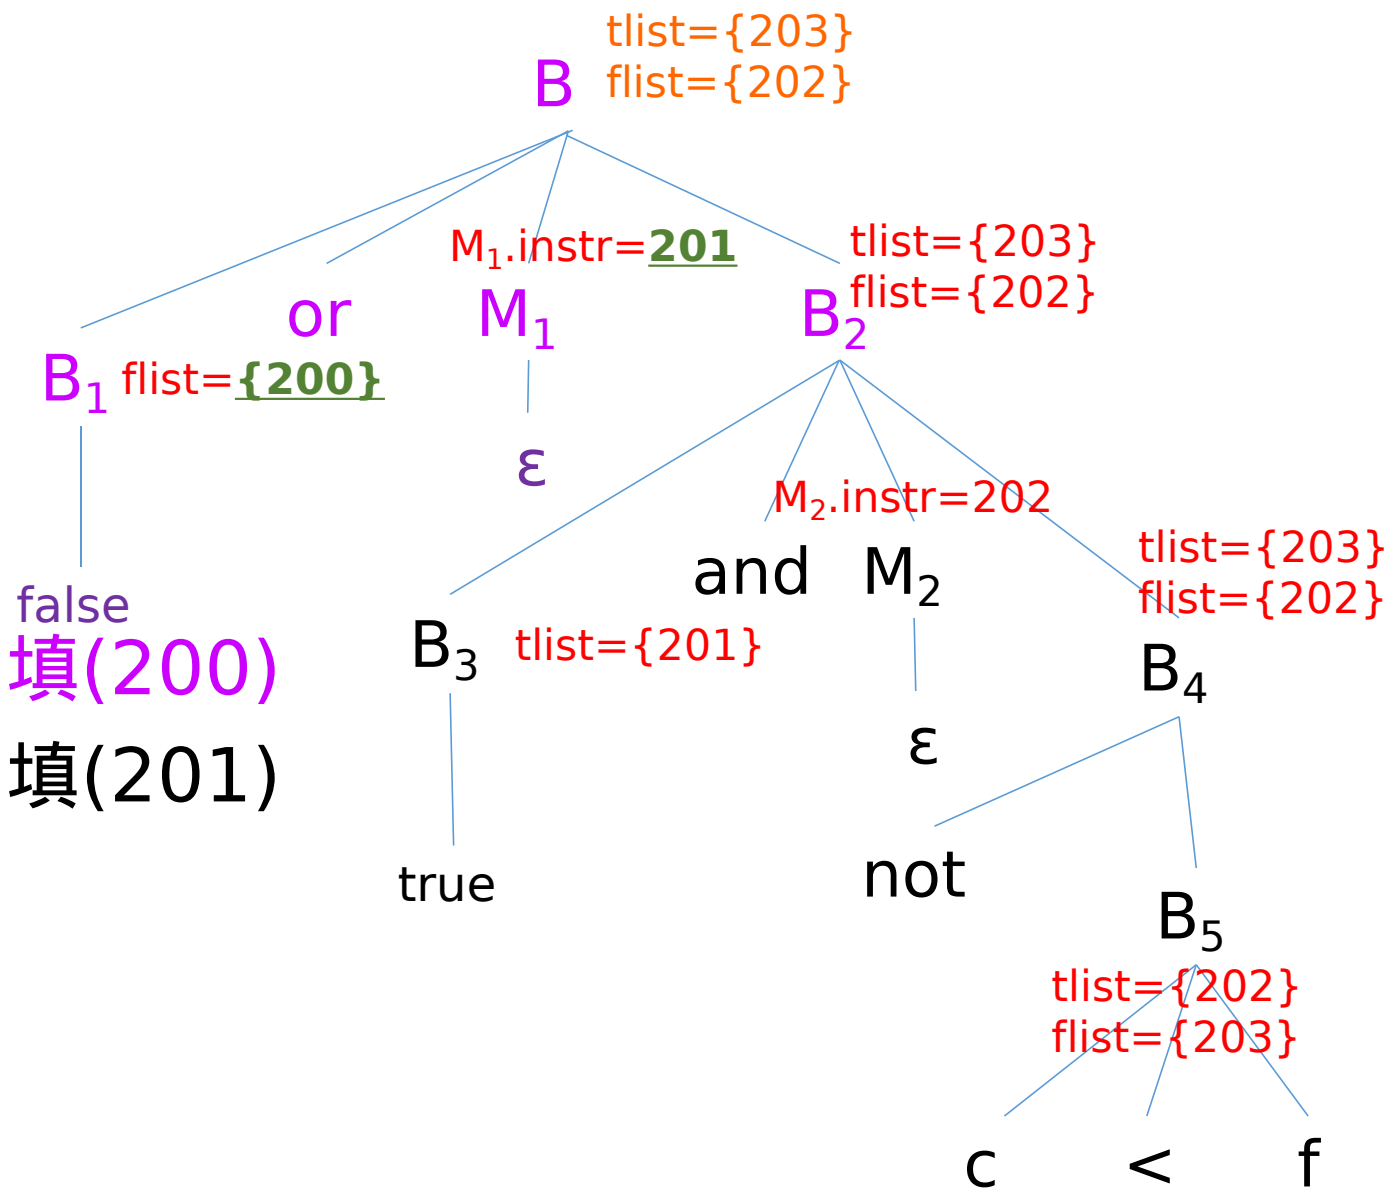 tlist={203}
B
flist={202}
M₁.instr=201
tlist={203}
flist={202}
or
M₁
B₂
B₁
flist={200}
ε
M₂.instr=202
tlist={203}
flist={202}
and
M₂
false
填(200)
B₃
tlist={201}
B₄
填(201)
ε
true
not
B₅
tlist={202}
flist={203}
c
<
f